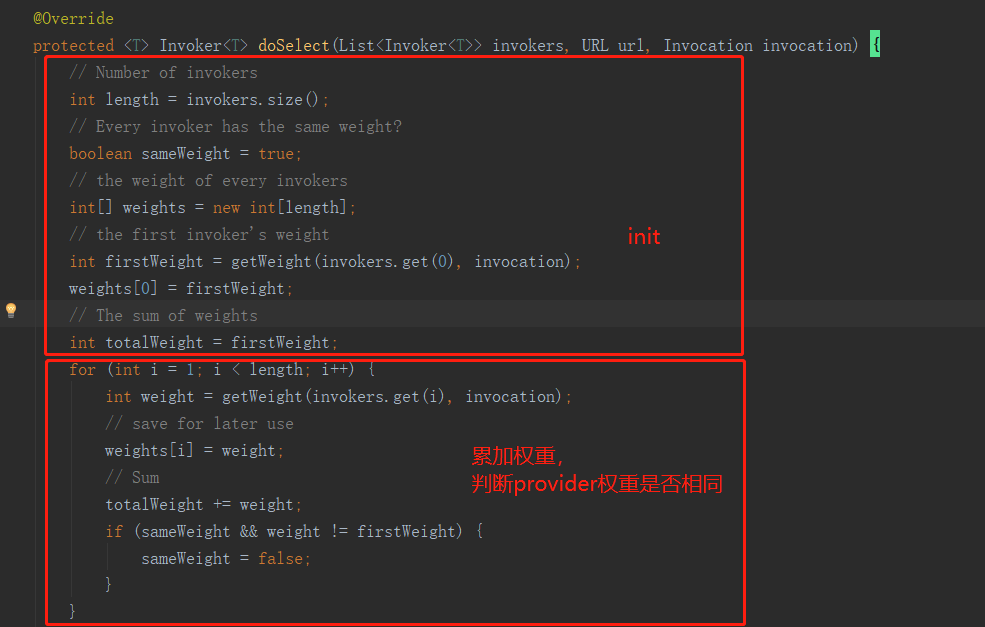 @Override
protected <T> Invoker<T> doSelect(List<Invoker<T>> invokers, URL url, Invocation invocation) {
// Number of invokers
int length = invokers.size();
// Every invoker has the same weight?
boolean sameWeight = true;
// the weight of every invokers
int[] weights = new int[length];
// the first invoker's weight
init
int firstWeight = getWeight(invokers.get(0), invocation);
weights[0] = firstWeight;
// The sum of weights
int totalWeight = firstWeight;
for (int i = 1; i < length; i++) {
int weight = getWeight(invokers.get(i), invocation);
// save for later use
weights[i] = weight;
累加权重,
// Sum
判断provider权重是否相同
totalWeight += weight;
if (sameWeight && weight != firstWeight) {
sameWeight = false;
}
}